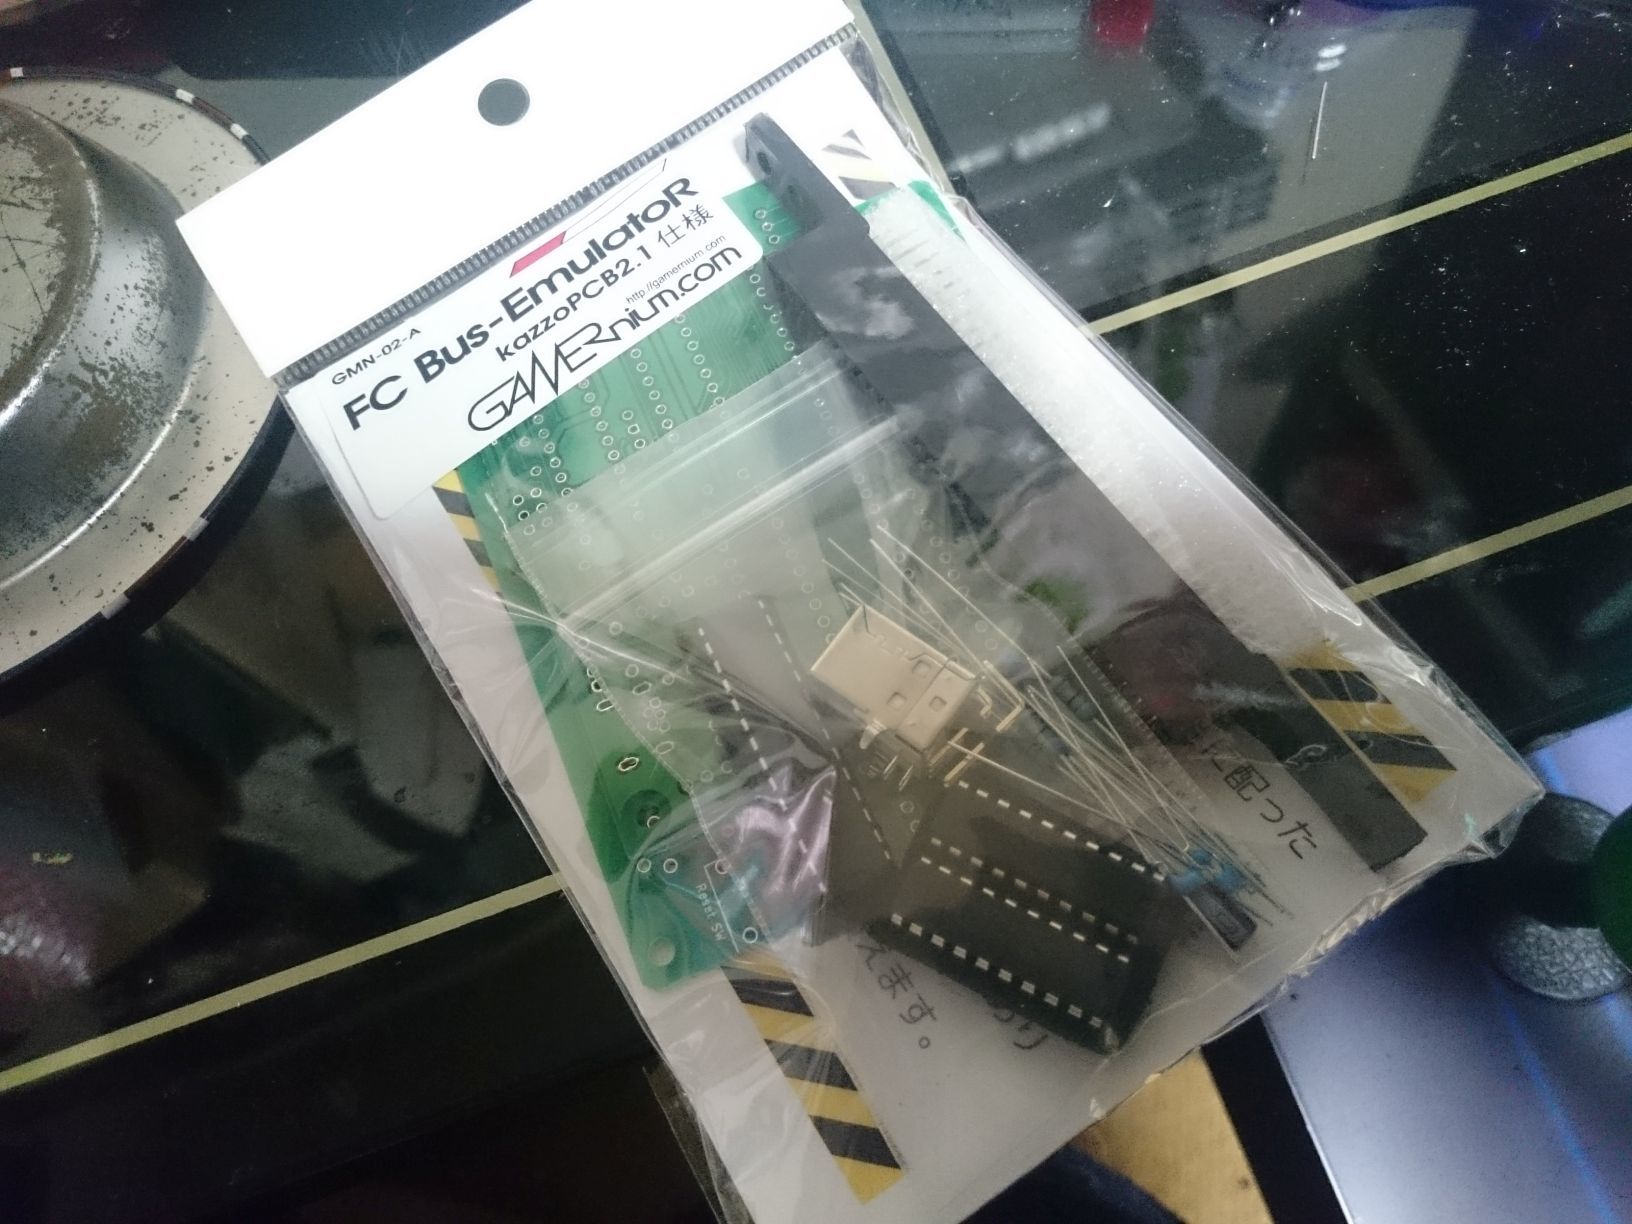 GMN-02-A
FC Bus-EmulatoR
kazzoPCB2.1 仕様
http://gamernium.com
GAMERnium.com
Reset SW
に配った
えます。